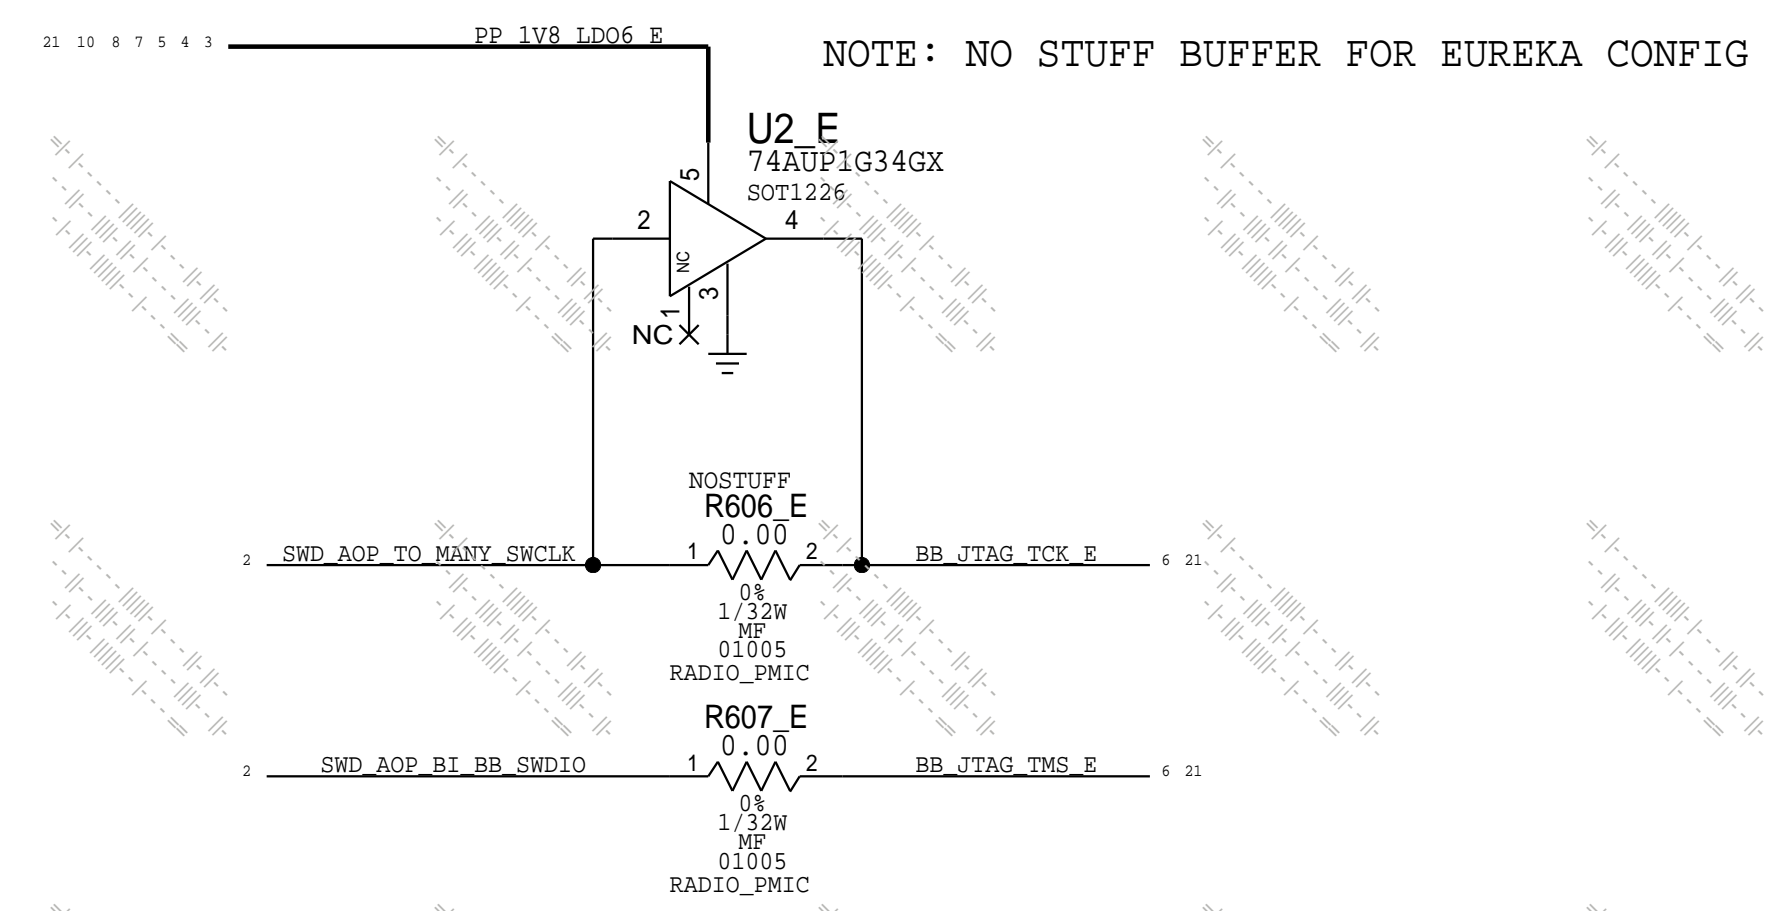 21 10 8 7 5 4 3
PP_1V8_LDO6_E
NOTE: NO STUFF BUFFER FOR EUREKA CONFIG
U2_E
74AUP1G34GX
SOT1226
5
2
4
NC
3
1
NC
NOSTUFF
R606_E
0.00
2
SWD_AOP_TO_MANY_SWCLK
1
2
BB_JTAG_TCK_E
6 21
0%
1/32W
MF
01005
RADIO_PMIC
R607_E
0.00
2
SWD_AOP_BI_BB_SWDIO
1
2
BB_JTAG_TMS_E
6 21
0%
1/32W
MF
01005
RADIO_PMIC